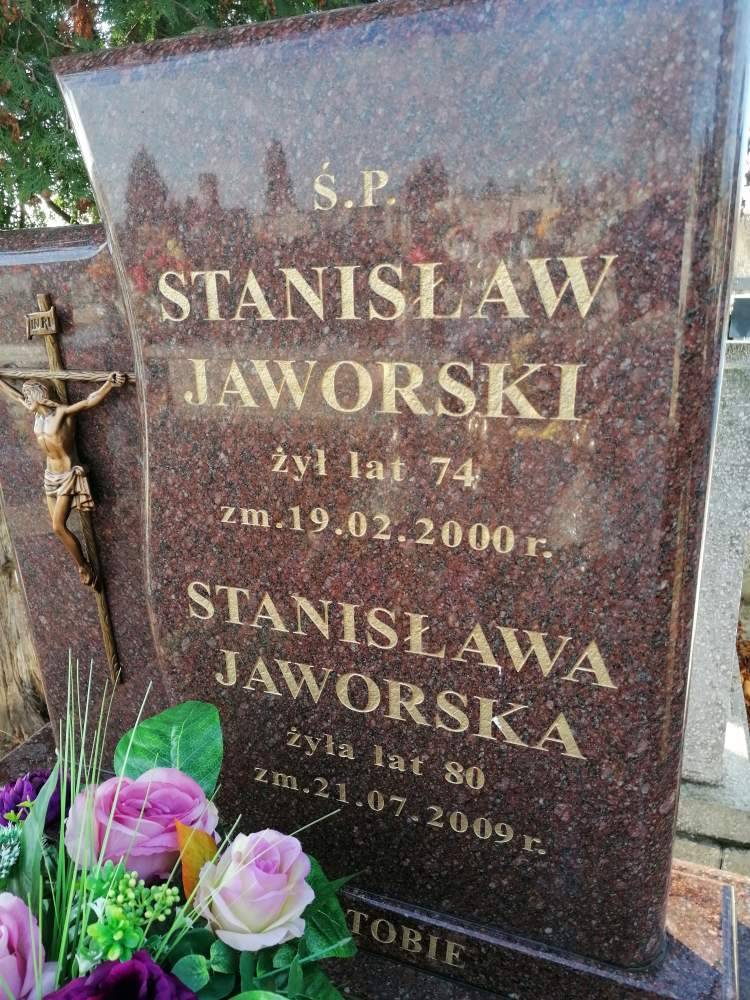 INRI
Ś.P.
STANISŁAW
JAWORSKI
żył lat 74
zm.19.02.2000 r.
STANISŁAWA
JAWORSKA
żyła lat 80
zm.21.07.2009 r.
TOBIE